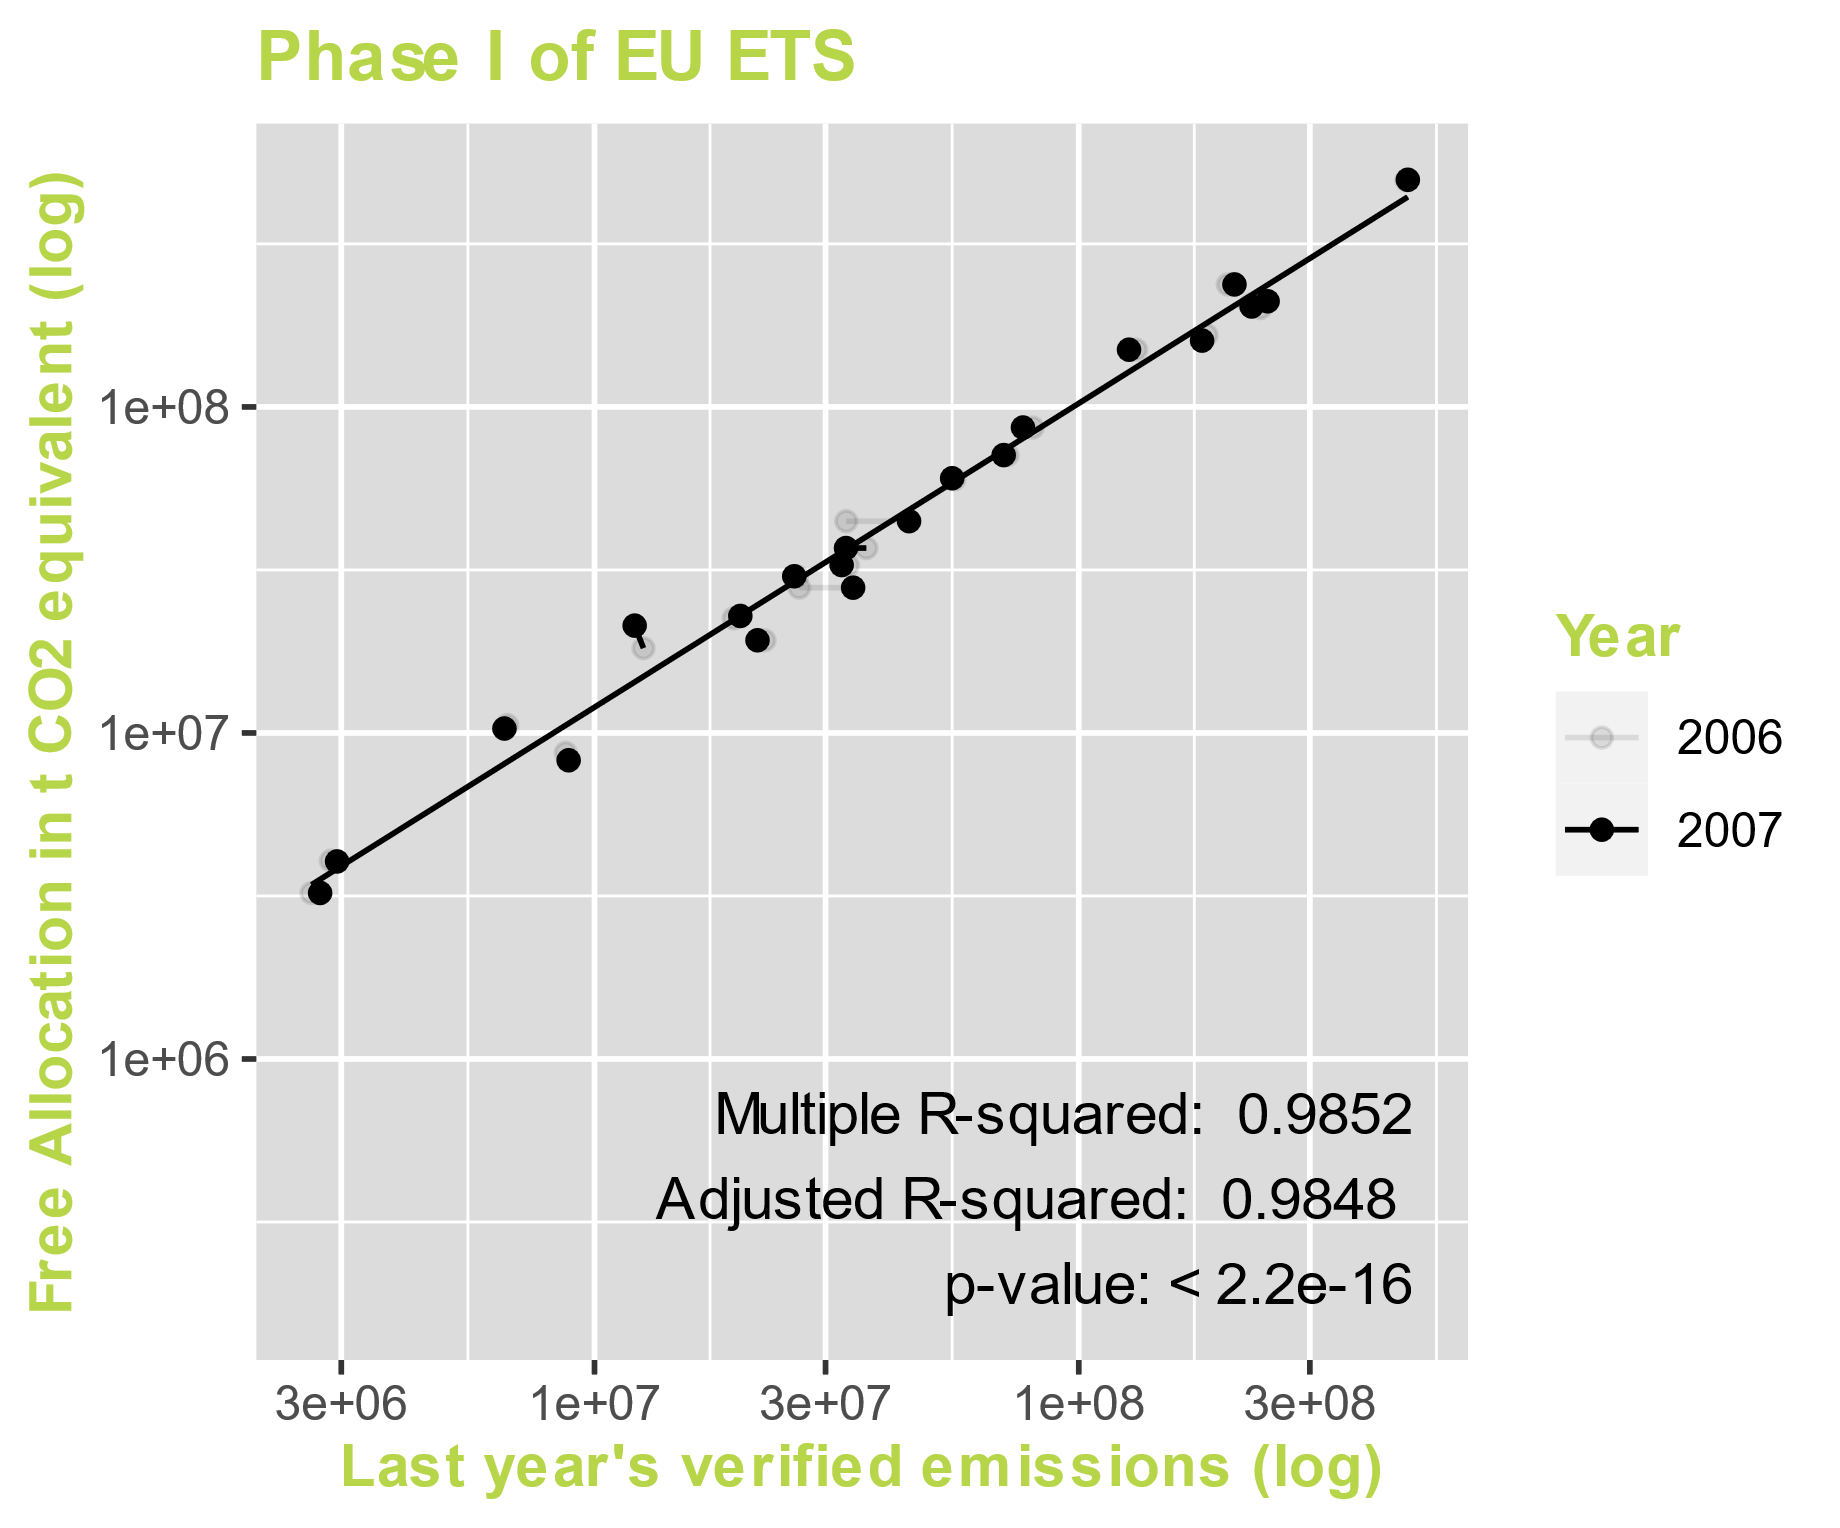 Phase I of EU ETS
Free Allocation in t CO2 equivalent (log)
1e+08
1e+07
1e+06
Multiple R-squared:  0.9852
Adjusted R-squared:  0.9848
p-value: < 2.2e-16
3e+06
1e+07
3e+07
1e+08
3e+08
Last year's verified emissions (log)
Year
2006
2007